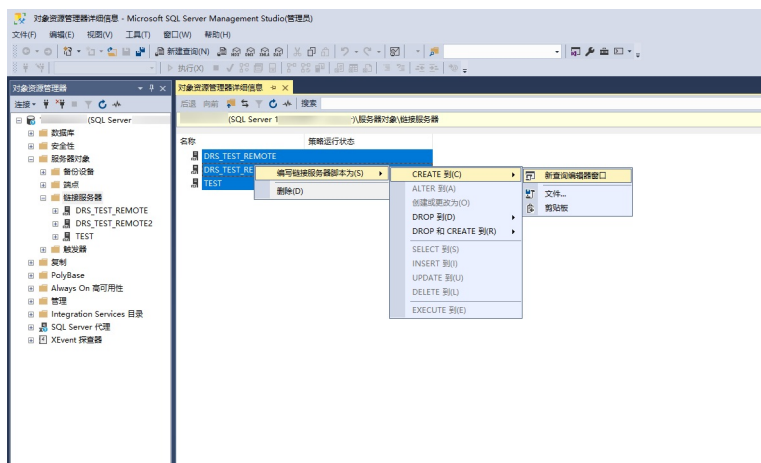 对象资源管理器详细信息 - Microsoft SQL Server Management Studio(管理员)
文件(F) 编辑(E) 视图(V) 工具(T) 窗口(W) 帮助(H)
新建查询(N)
执行(X)
对象资源管理器
对象资源管理器详细信息
连接
后退 向前 搜索
(SQL Server
(SQL Server 1
)\服务器对象\链接服务器
数据库
安全性
服务器对象
备份设备
端点
链接服务器
DRS_TEST_REMOTE
DRS_TEST_REMOTE2
TEST
触发器
复制
PolyBase
Always On 高可用性
管理
Integration Services 目录
SQL Server 代理
XEvent 探查器
名称 策略运行状态
DRS_TEST_REMOTE
DRS_TEST_RE
TEST
编写链接服务器脚本为(S)
删除(D)
CREATE 到(C)
ALTER 到(A)
创建或更改为(O)
DROP 到(D)
DROP 和 CREATE 到(R)
SELECT 到(S)
INSERT 到(I)
UPDATE 到(U)
DELETE 到(L)
EXECUTE 到(E)
新查询编辑器窗口
文件...
剪贴板